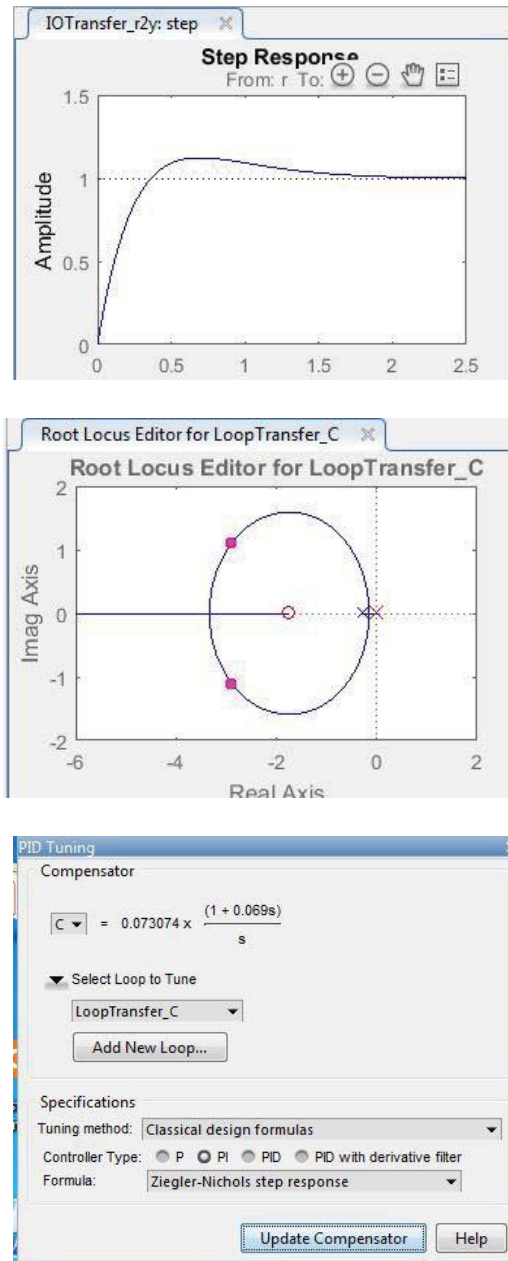 IOTransfer_r2y: step
Step Response
From: r To:
1.5
1
0.5
0
Amplitude
0 0.5 1 1.5 2 2.5
Root Locus Editor for LoopTransfer_C
Root Locus Editor for LoopTransfer_C
2
1
0
-1
-2
Imag Axis
-6 -4 -2 0 2
Real Axis
PID Tuning
Compensator
(1 + 0.069s)
C = 0.073074 x
s
Select Loop to Tune
LoopTransfer_C
Add New Loop...
Specifications
Tuning method: Classical design formulas
Controller Type: P PI PID PID with derivative filter
Formula: Ziegler-Nichols step response
Update Compensator Help